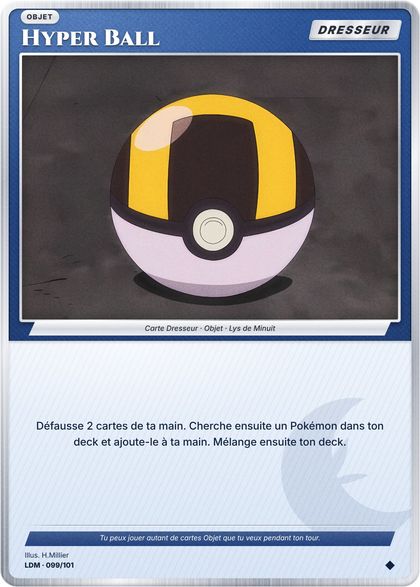 OBJET
HYPER BALL
DRESSEUR
Carte Dresseur · Objet · Lys de Minuit
Défausse 2 cartes de ta main. Cherche ensuite un Pokémon dans ton
deck et ajoute-le à ta main. Mélange ensuite ton deck.
Tu peux jouer autant de cartes Objet que tu veux pendant ton tour.
Illus. H.Millier
LDM · 099/101